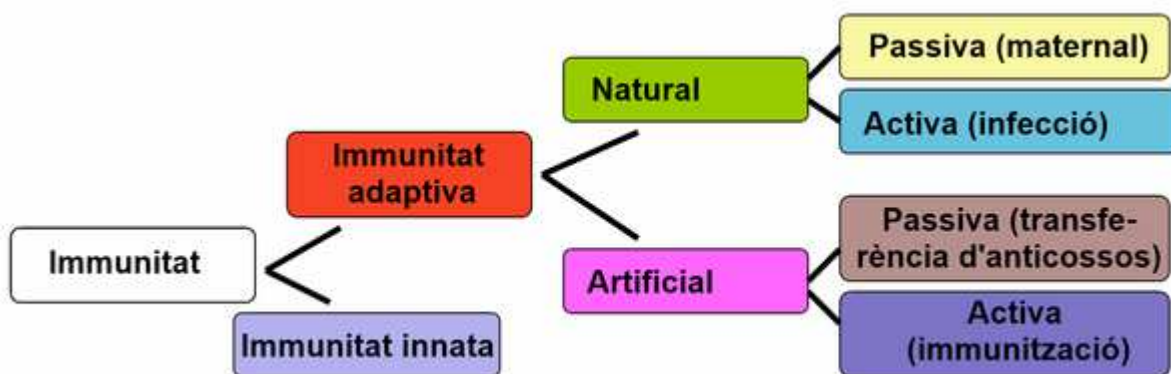 Passiva (maternal)
Natural
Activa (infecció)
Immunitat
adaptiva
Passiva (transfe-
rència d'anticossos)
Immunitat
Artificial
Activa
(immunització)
Immunitat innata